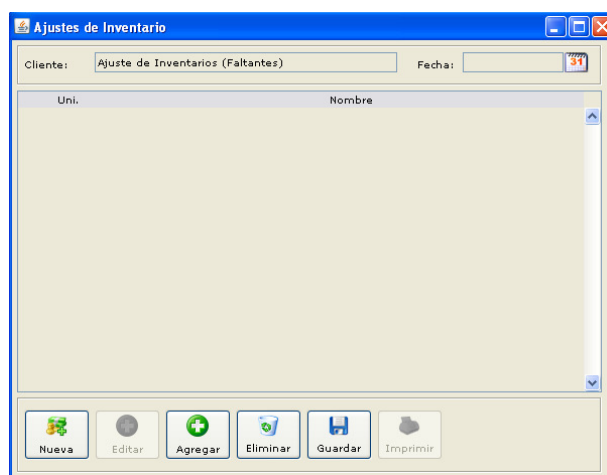 Ajustes de Inventario
Cliente: Ajuste de Inventarios (Faltantes) Fecha: 31
Uni. Nombre
Nueva Editar Agregar Eliminar Guardar Imprimir